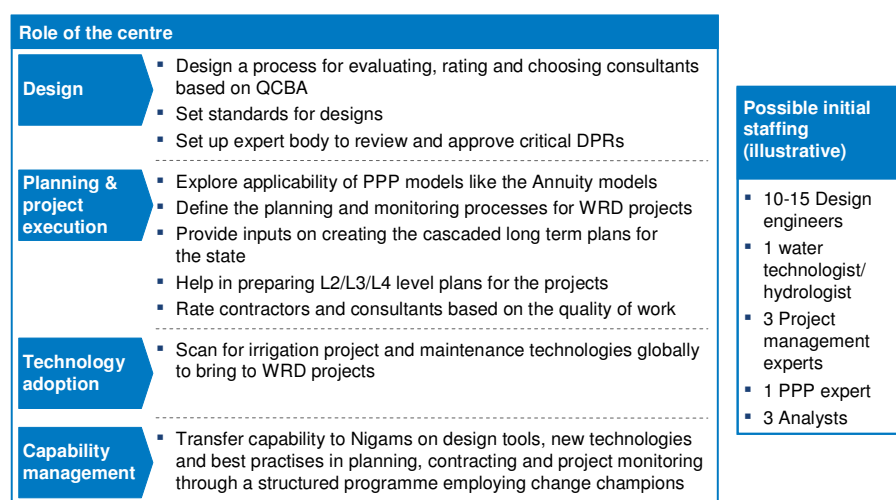 Role of the centre
Design
▪ Design a process for evaluating, rating and choosing consultants
based on QCBA
▪ Set standards for designs
▪ Set up expert body to review and approve critical DPRs
Planning &
project
execution
▪ Explore applicability of PPP models like the Annuity models
▪ Define the planning and monitoring processes for WRD projects
▪ Provide inputs on creating the cascaded long term plans for
the state
▪ Help in preparing L2/L3/L4 level plans for the projects
▪ Rate contractors and consultants based on the quality of work
Technology
adoption
▪ Scan for irrigation project and maintenance technologies globally
to bring to WRD projects
Capability
management
▪ Transfer capability to Nigams on design tools, new technologies
and best practises in planning, contracting and project monitoring
through a structured programme employing change champions
Possible initial
staffing
(illustrative)
▪ 10-15 Design
engineers
▪ 1 water
technologist/
hydrologist
▪ 3 Project
management
experts
▪ 1 PPP expert
▪ 3 Analysts